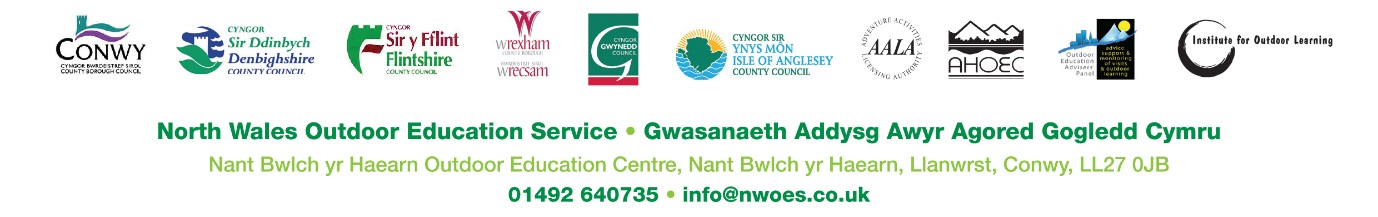 CONWY
CYNGOR BWRDEISTREF SIROL
COUNTY BOROUGH COUNCIL
CYNGOR
Sir Ddinbych
Denbighshire
COUNTY COUNCIL
CYNGOR
Sir y Fflint
Flintshire
COUNTY COUNCIL
wrexham
COUNTY BOROUGH
BWRDEISTREF SIROL
wrecsam
CYNGOR
GWYNEDD
COUNCIL
CYNGOR SIR
YNYS MÔN
ISLE OF ANGLESEY
COUNTY COUNCIL
ADVENTURE ACTIVITIES
AALA
LICENSING AUTHORITY
AHOEC
Outdoor
Education
Advisers'
Panel
advice
support &
monitoring
of visits
& outdoor
learning
Institute for Outdoor Learning
North Wales Outdoor Education Service • Gwasanaeth Addysg Awyr Agored Gogledd Cymru
Nant Bwlch yr Haearn Outdoor Education Centre, Nant Bwlch yr Haearn, Llanwrst, Conwy, LL27 0JB
01492 640735 • info@nwoes.co.uk